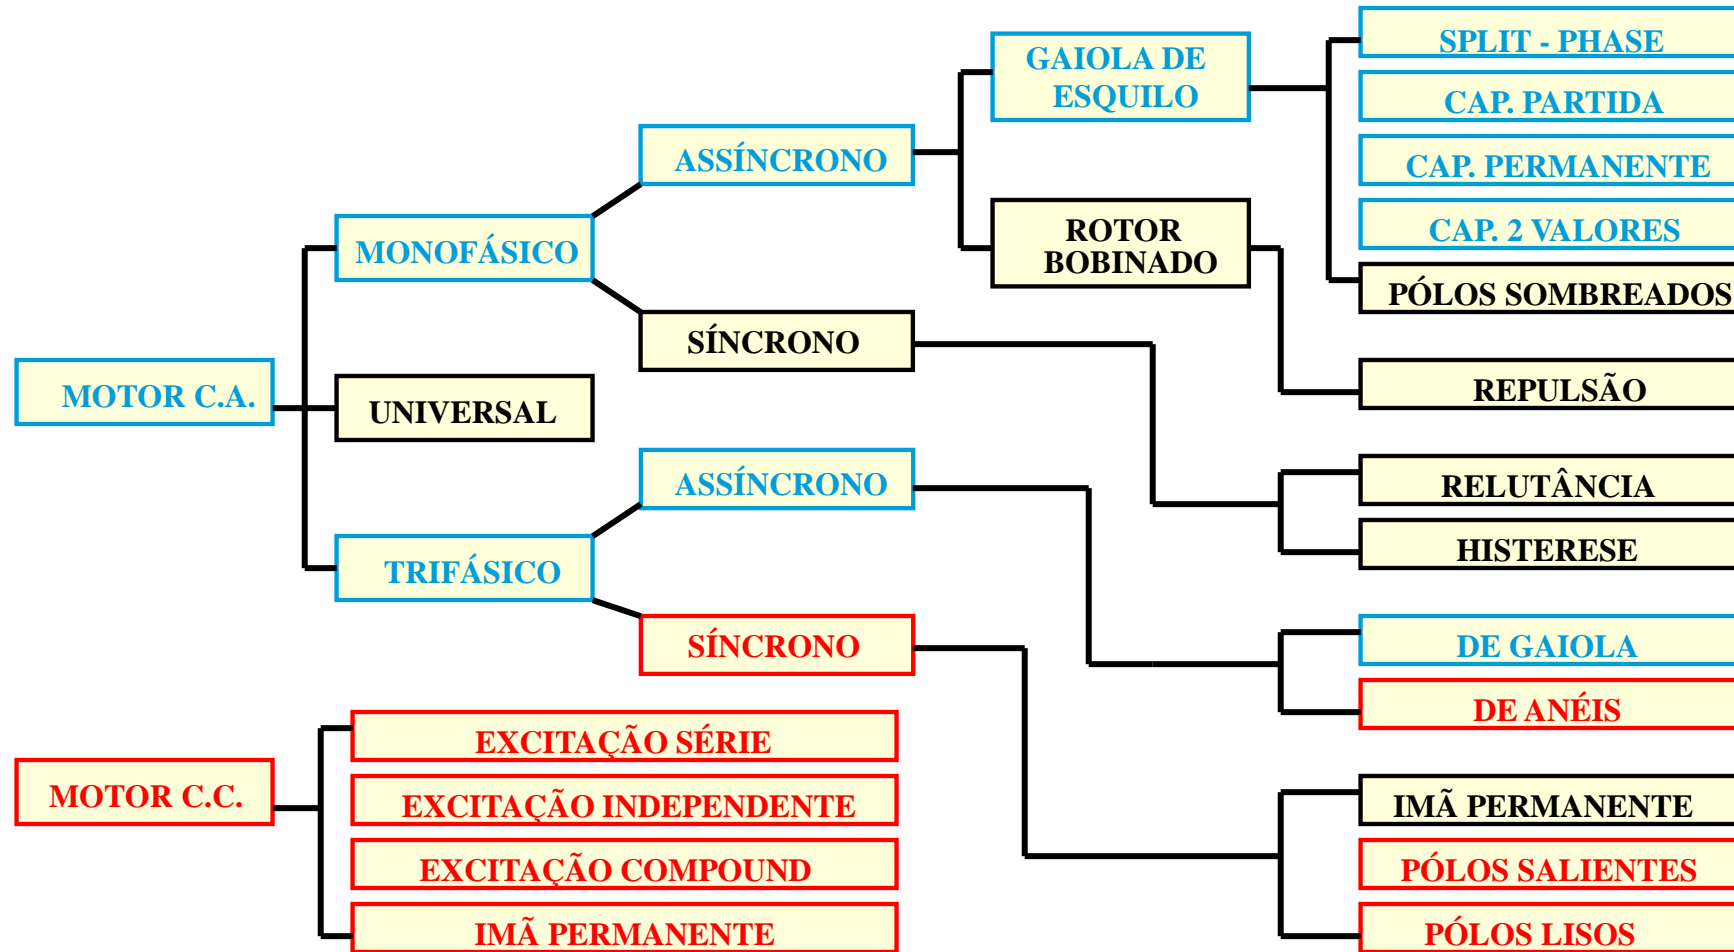 MOTOR C.A.
MONOFÁSICO
UNIVERSAL
TRIFÁSICO
ASSÍNCRONO
SÍNCRONO
ASSÍNCRONO
SÍNCRONO
GAIOLA DE
ESQUILO
ROTOR
BOBINADO
SPLIT - PHASE
CAP. PARTIDA
CAP. PERMANENTE
CAP. 2 VALORES
PÓLOS SOMBREADOS
REPULSÃO
RELUTÂNCIA
HISTERESE
DE GAIOLA
DE ANÉIS
IMÃ PERMANENTE
PÓLOS SALIENTES
PÓLOS LISOS
MOTOR C.C.
EXCITAÇÃO SÉRIE
EXCITAÇÃO INDEPENDENTE
EXCITAÇÃO COMPOUND
IMÃ PERMANENTE